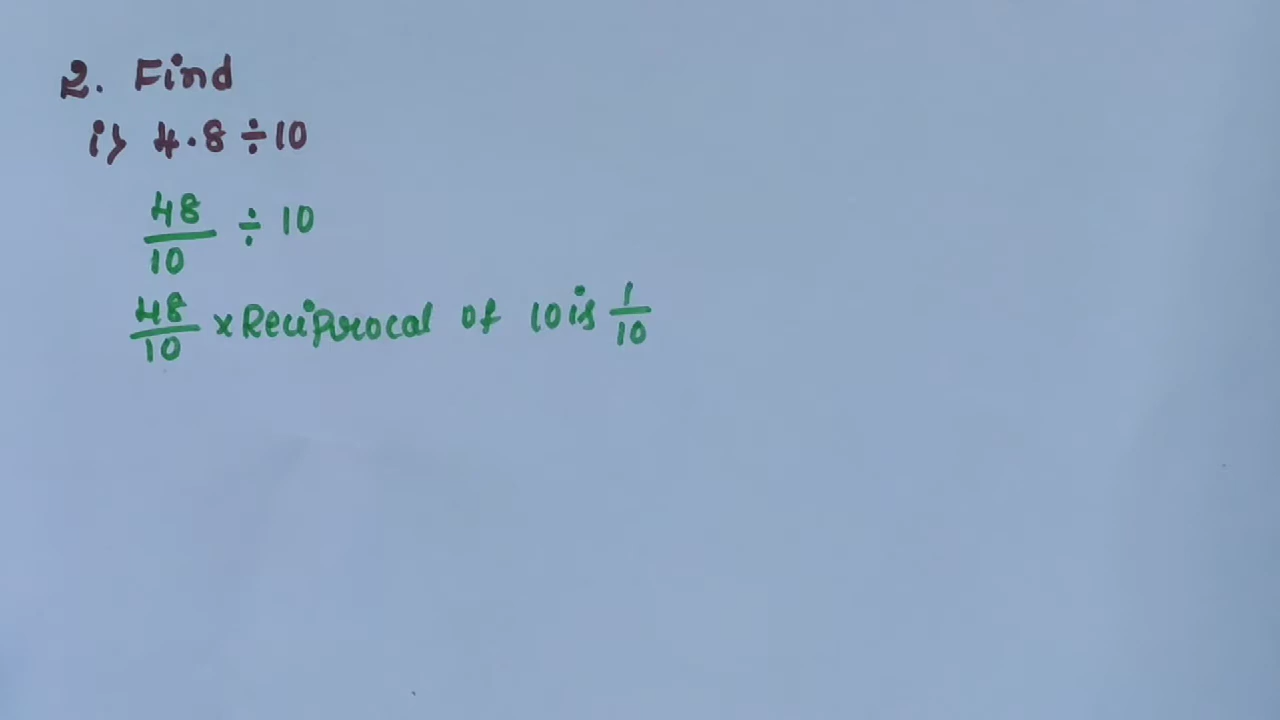 2. Find
i) 4.8 ÷ 10
48/10 ÷ 10
48/10 × Reciprocal of 10 is 1/10